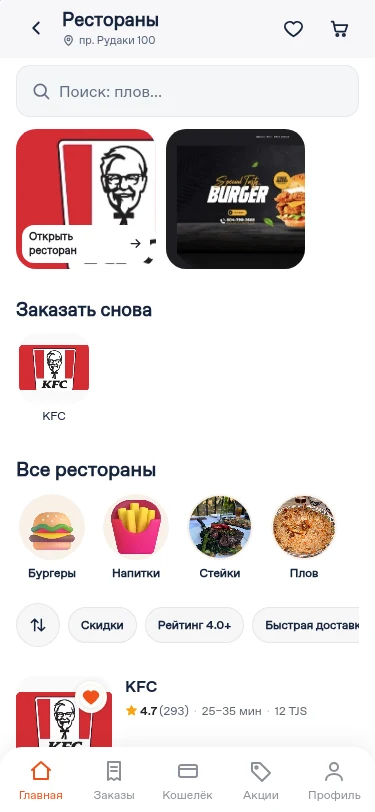 Рестораны
пр. Рудаки 100
Поиск: плов...
Открыть
ресторан
Special Taste
BURGER
Заказать снова
KFC
KFC
Все рестораны
Бургеры
Напитки
Стейки
Плов
Скидки
Рейтинг 4.0+
Быстрая доставк
KFC
4.7 (293) · 25–35 мин · 12 TJS
KFC
Главная
Заказы
Кошелёк
Акции
Профиль